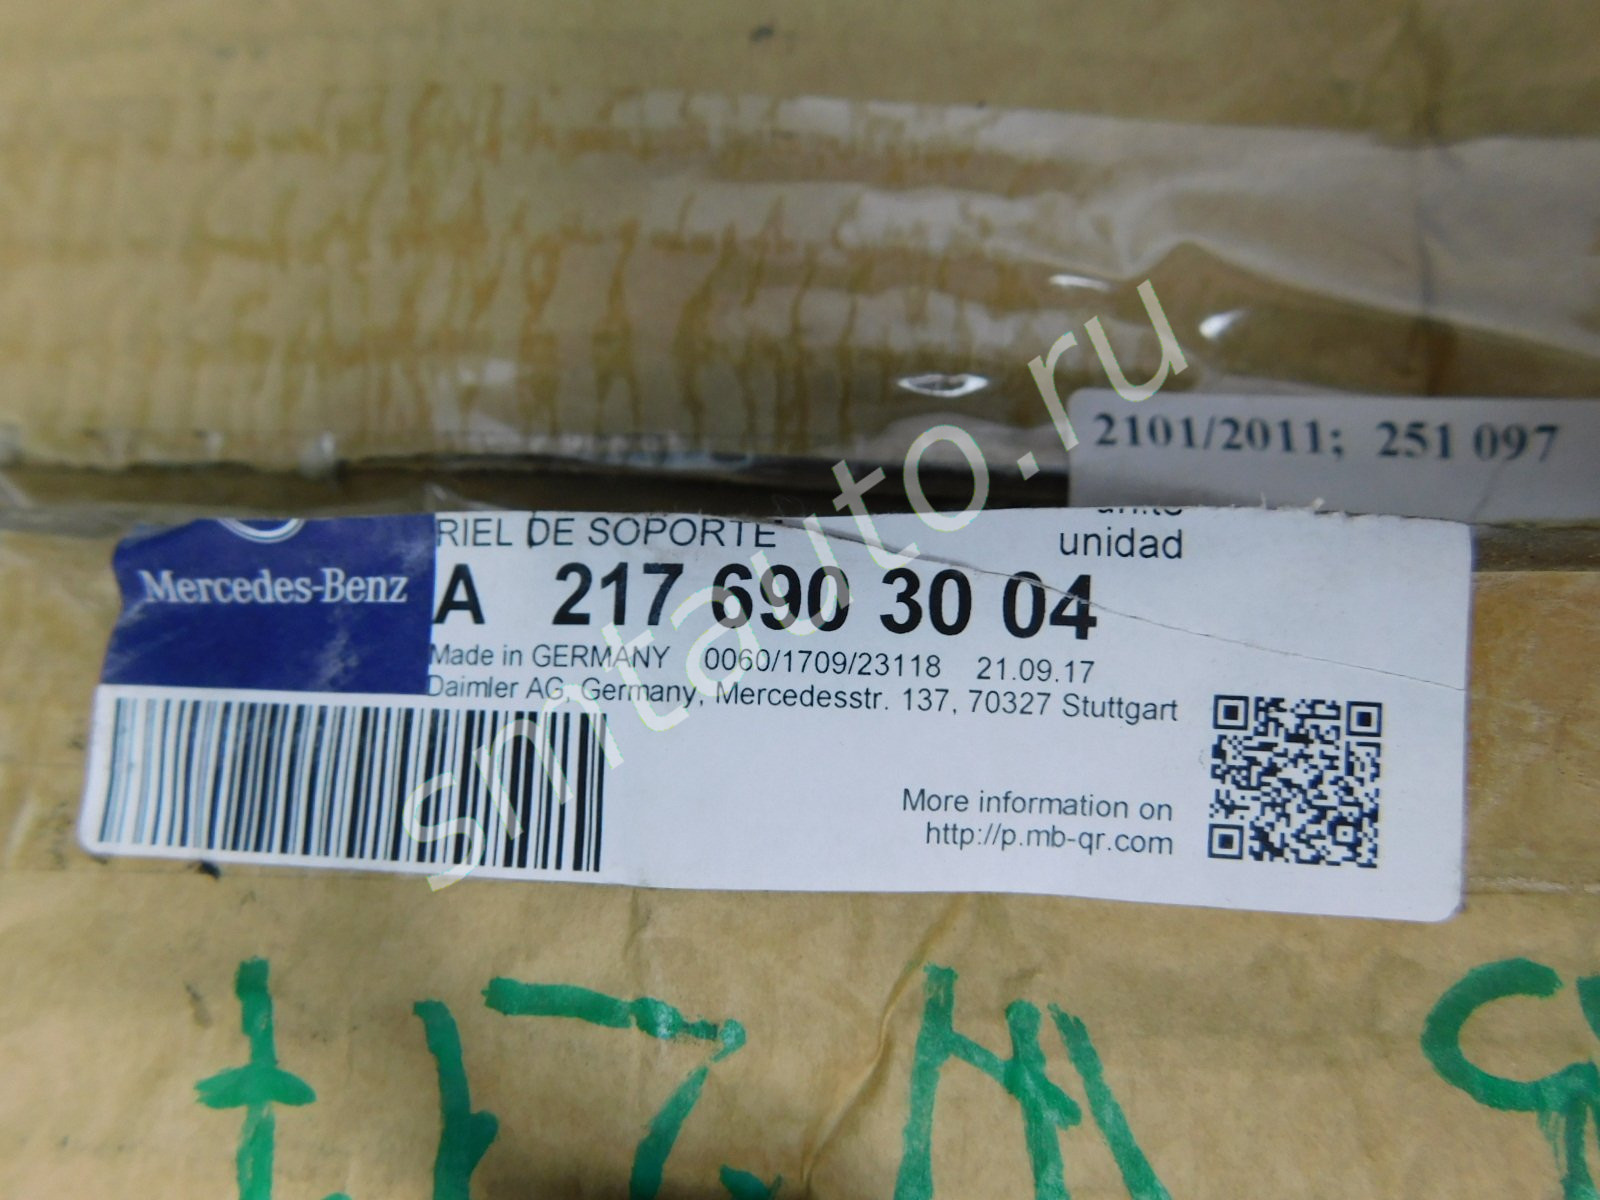 2101/2011; 251 097
RIEL DE SOPORTE
unidad
Mercedes-Benz
A 217 690 30 04
Made in GERMANY 0060/1709/23118 21.09.17
Daimler AG, Germany, Mercedesstr. 137, 70327 Stuttgart
More information on
http://p.mb-qr.com
smtauto.ru